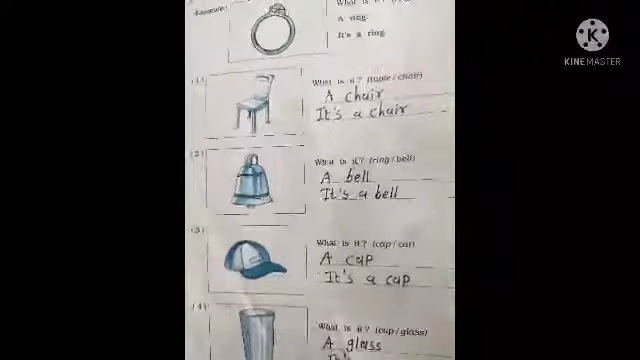 Example:
What is it?
A ring.
It's a ring.
K
KINEMASTER
(1)
What is it? (table / chair)
A chair
It's a chair
(2)
What is it? (ring / bell)
A bell
It's a bell
(3)
What is it? (cap / cat)
A cap
It's a cap
(4)
What is it? (cup / glass)
A glass
It's